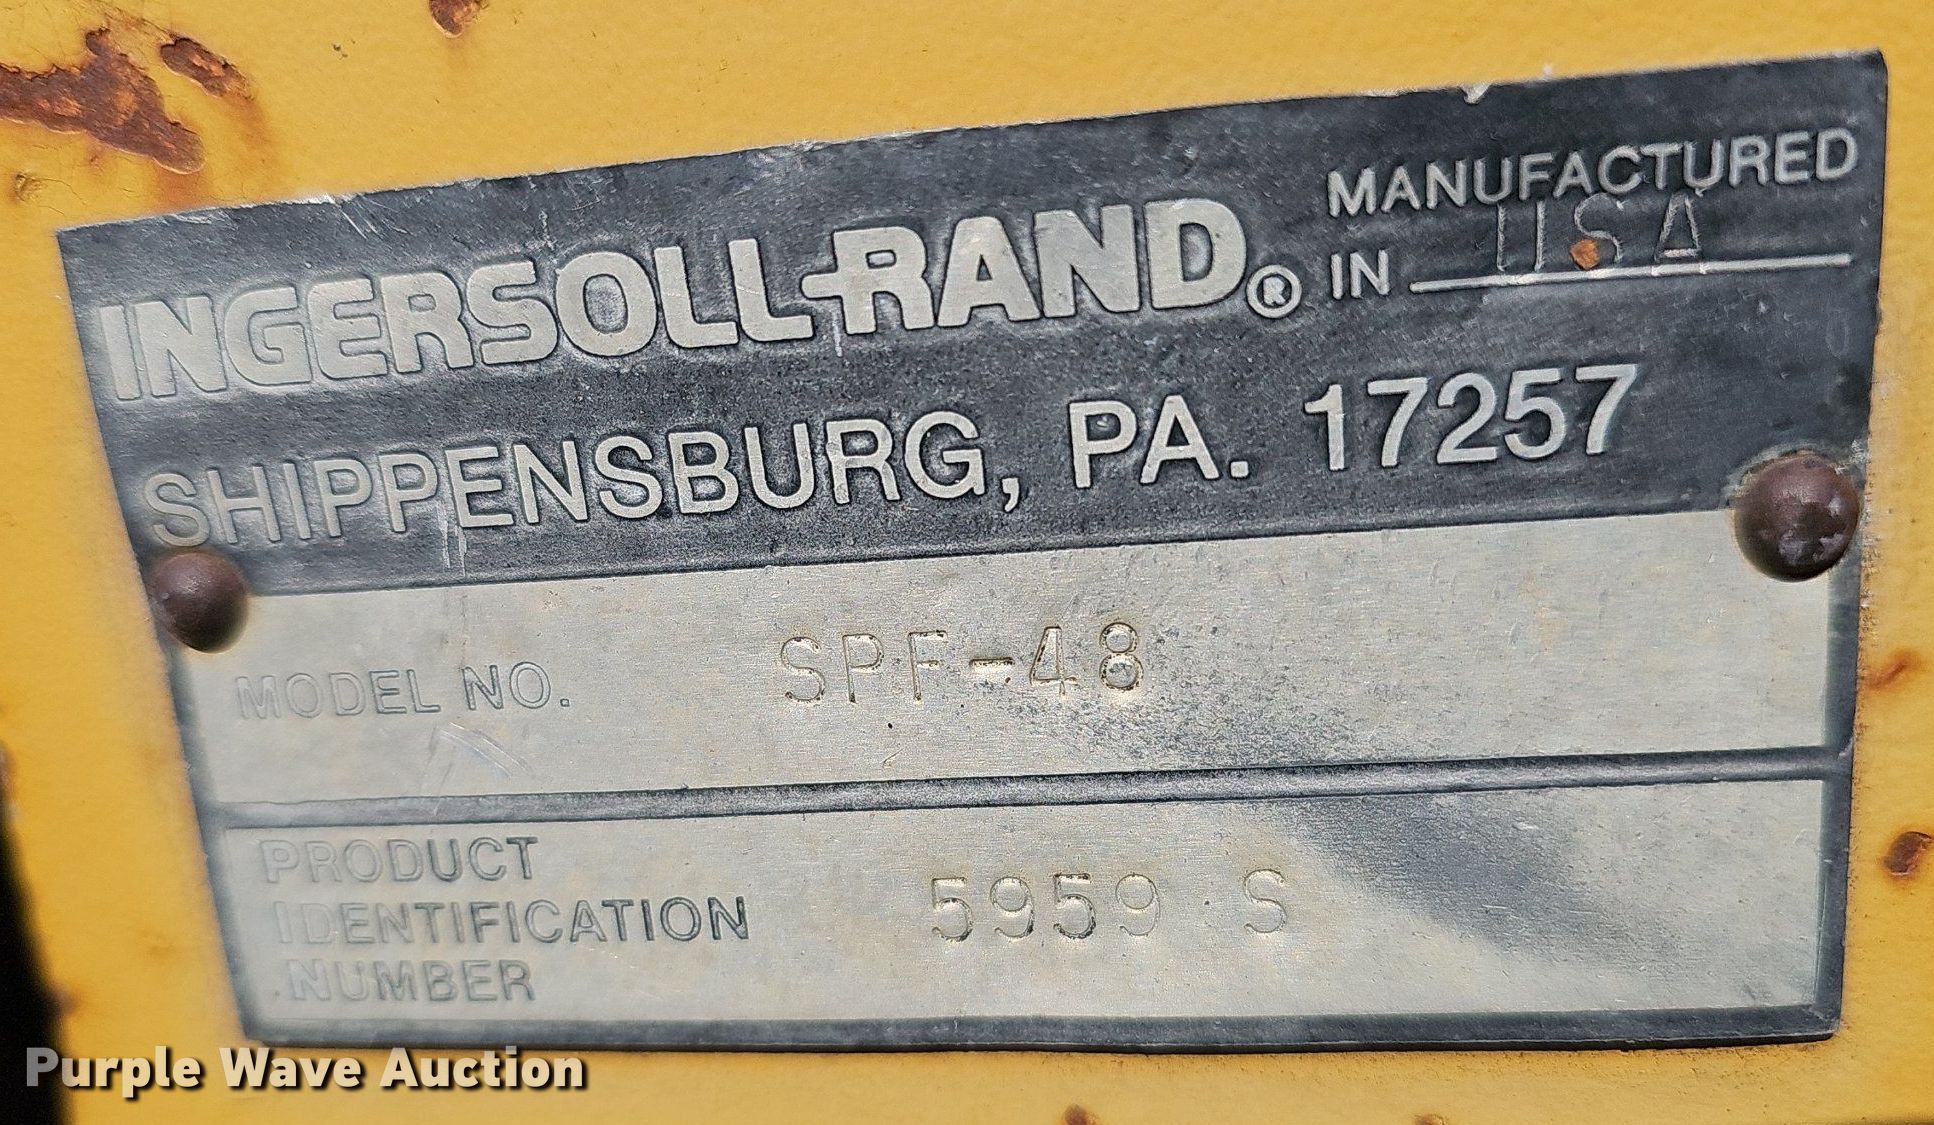 INGERSOLL-RAND®
MANUFACTURED
IN USA
SHIPPENSBURG, PA. 17257
MODEL NO. SPF-48
PRODUCT
IDENTIFICATION
NUMBER
5959 S
Purple Wave Auction